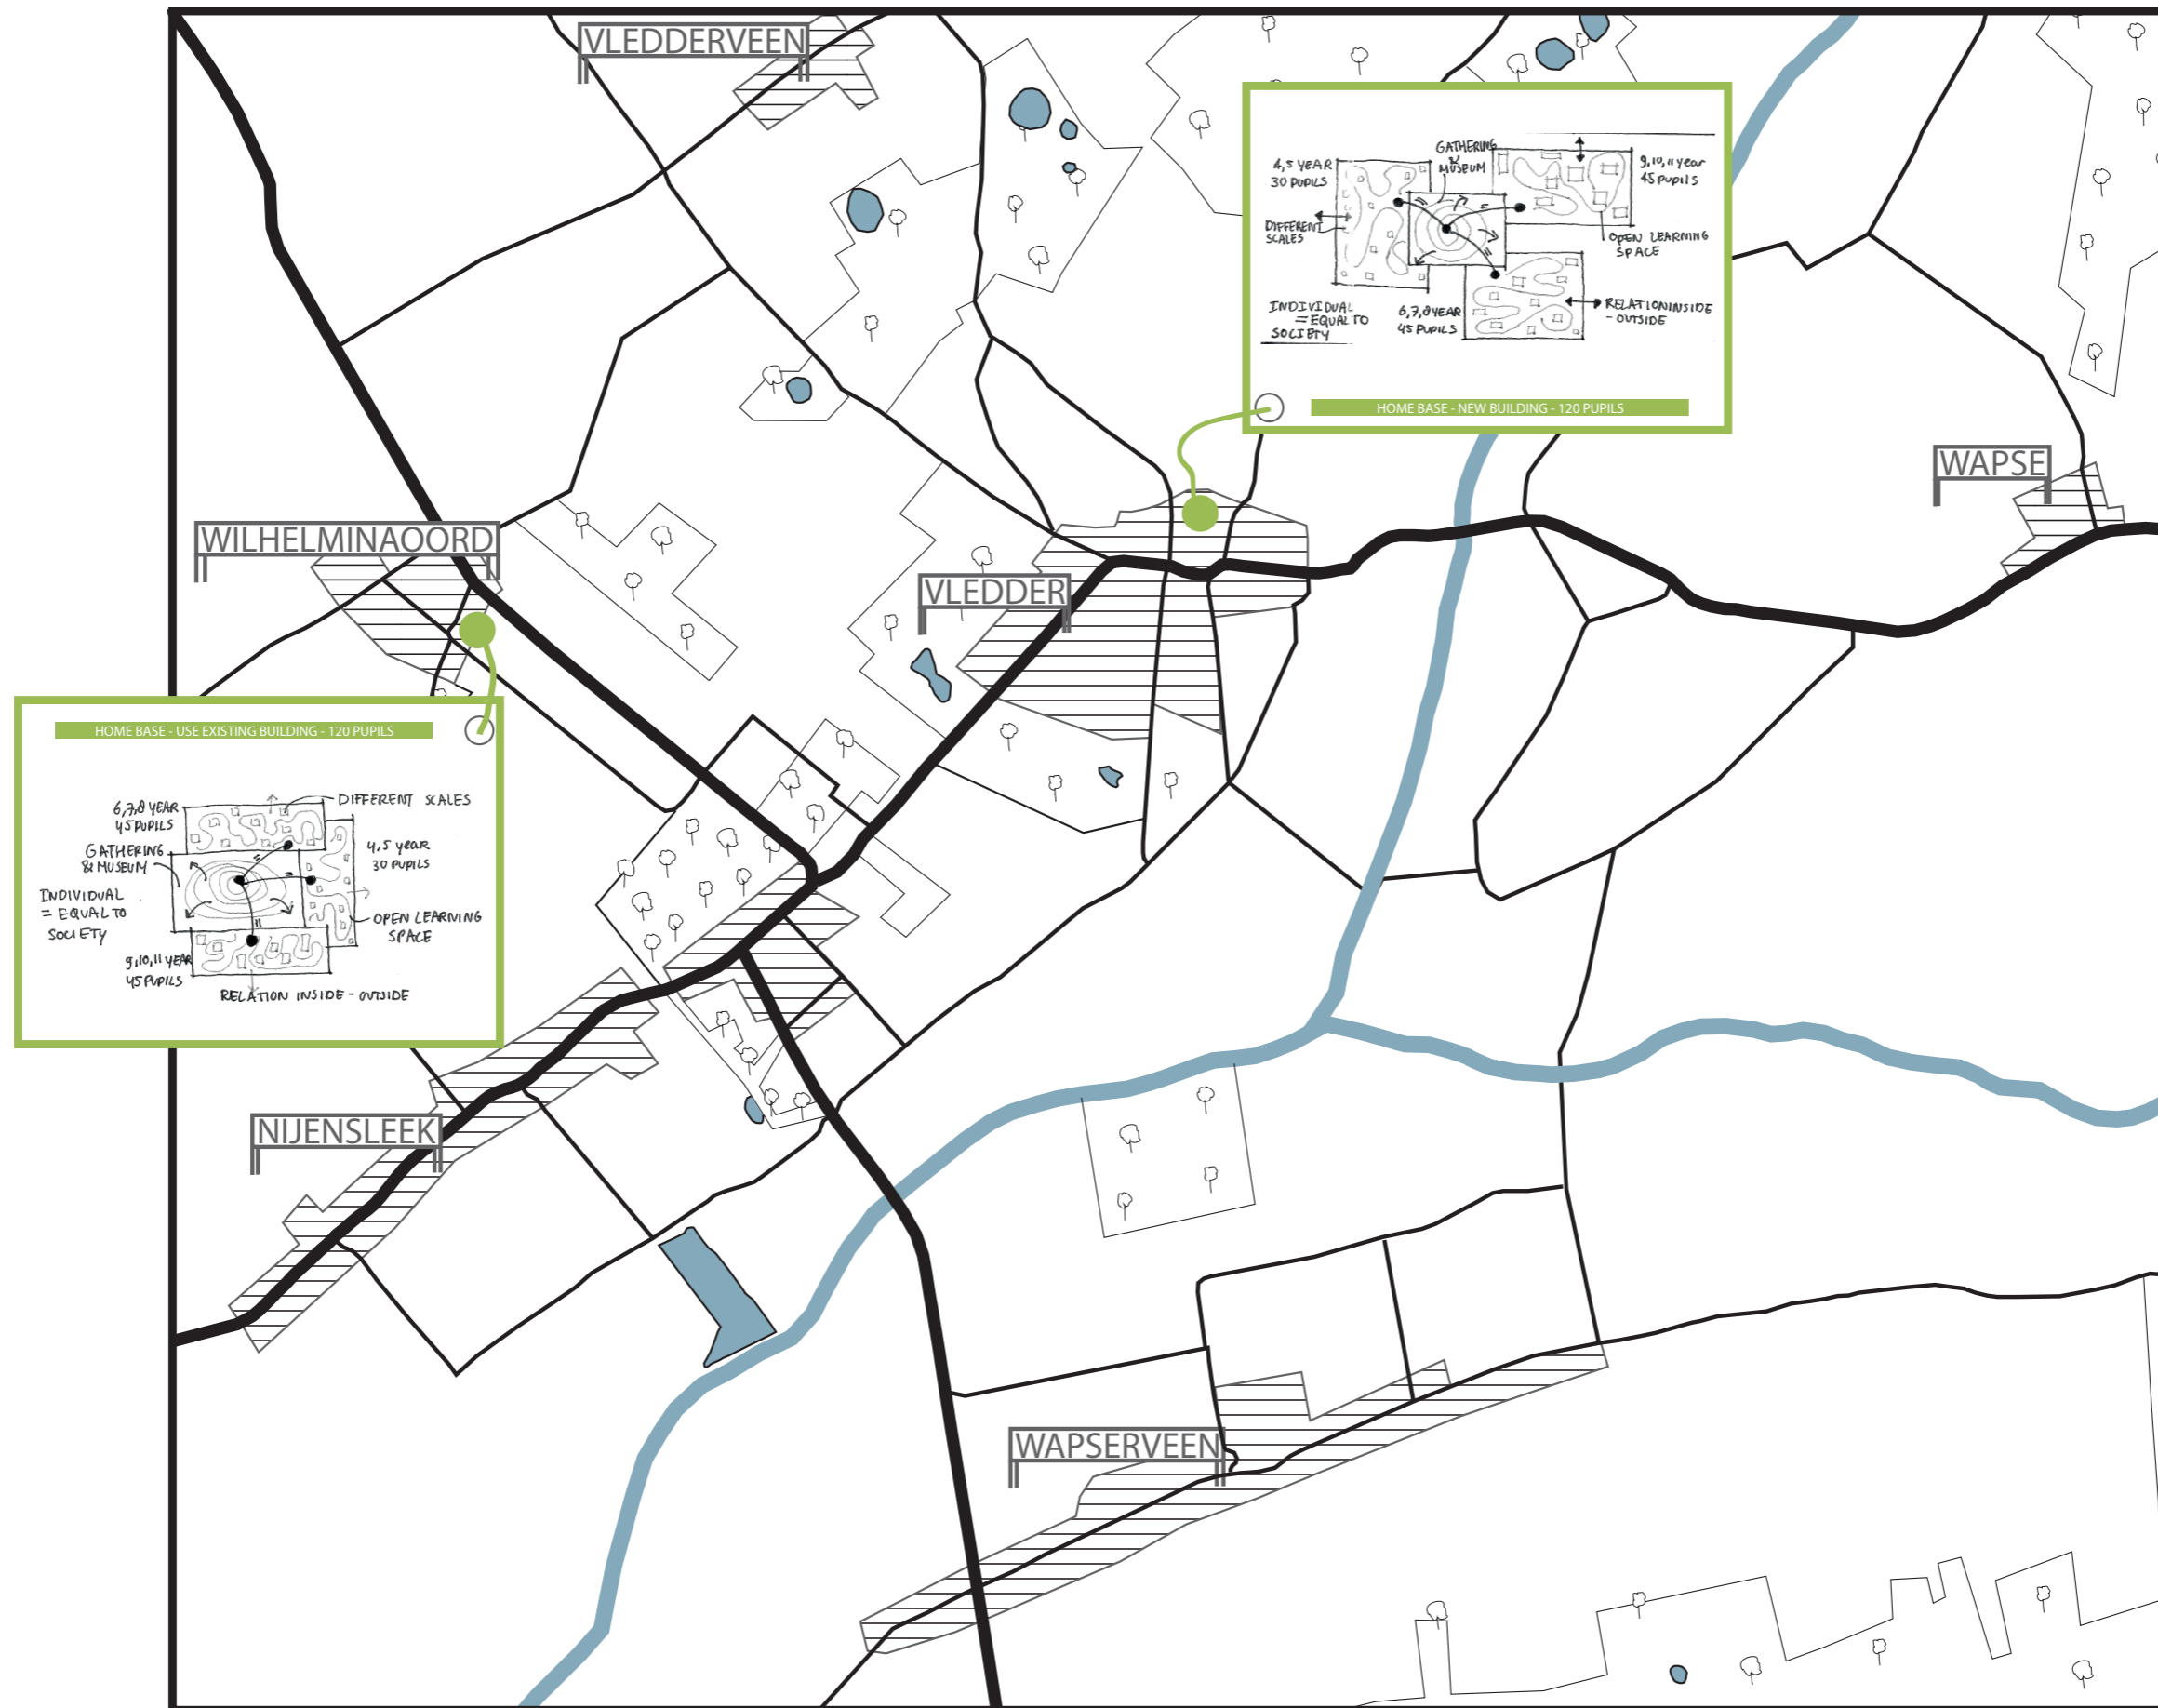 VLEDDERVEEN
4,5 YEAR
30 PUPILS
GATHERING
&
MUSEUM
9,10,11 year
45 PUPILS
DIFFERENT
SCALES
OPEN LEARNING
SPACE
INDIVIDUAL
= EQUAL TO
SOCIETY
6,7,8 YEAR
45 PUPILS
RELATION INSIDE
- OUTSIDE
HOME BASE - NEW BUILDING - 120 PUPILS
WAPSE
WILHELMINAOORD
VLEDDER
HOME BASE - USE EXISTING BUILDING - 120 PUPILS
6,7,8 YEAR
45 PUPILS
DIFFERENT SCALES
GATHERING
& MUSEUM
4,5 year
30 PUPILS
INDIVIDUAL
= EQUAL TO
SOCIETY
OPEN LEARNING
SPACE
9,10,11 YEAR
45 PUPILS
RELATION INSIDE - OUTSIDE
NIJENSLEEK
WAPSERVEEN